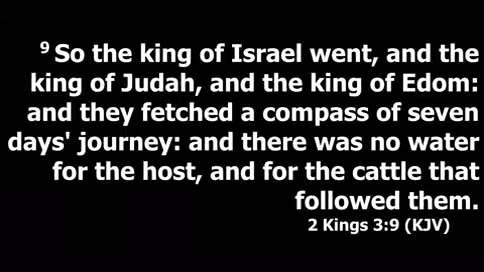 9 So the king of Israel went, and the
king of Judah, and the king of Edom:
and they fetched a compass of seven
days' journey: and there was no water
for the host, and for the cattle that
followed them.
2 Kings 3:9 (KJV)